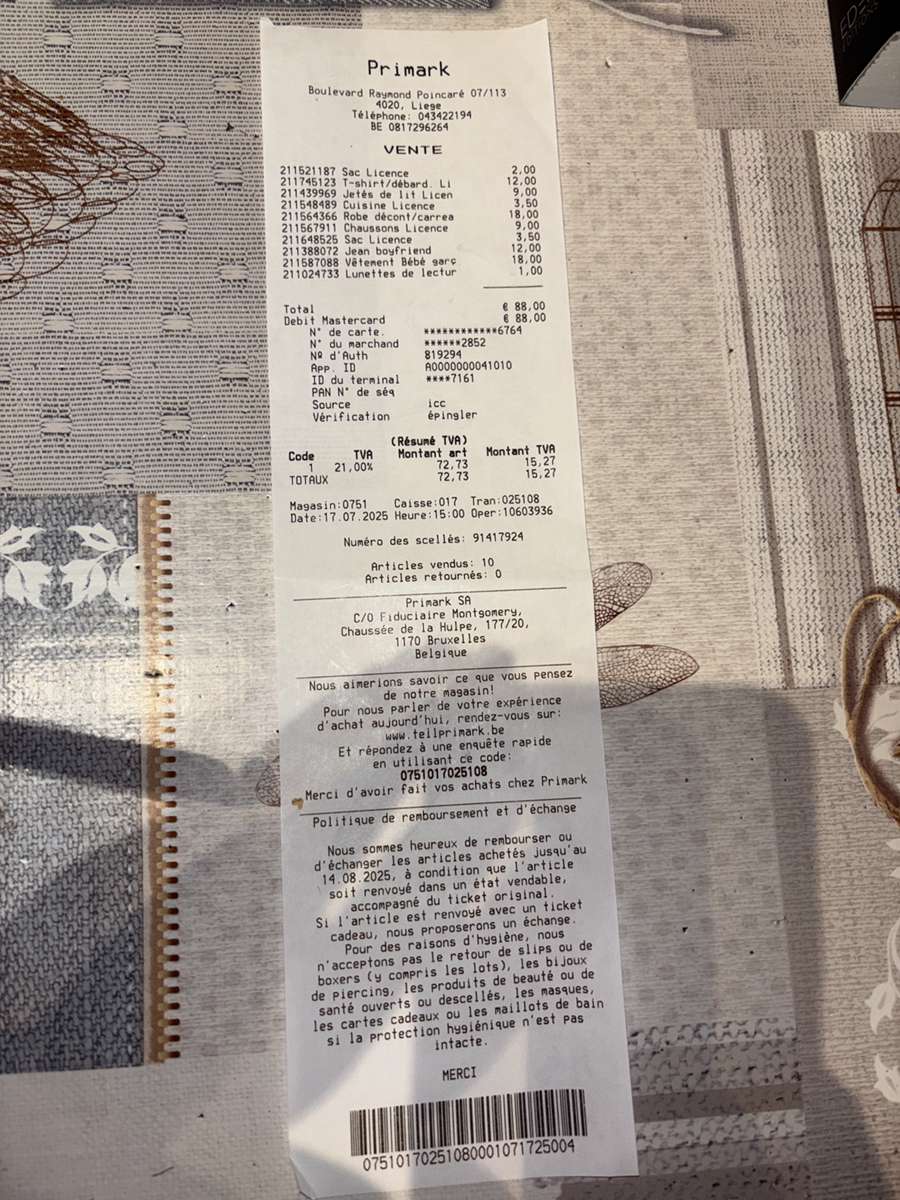 Primark
Boulevard Raymond Poincaré 07/113
4020, Liege
Téléphone: 043422194
BE 0817296264
VENTE
211521187 Sac Licence 2,00
211745123 T-shirt/débard. Li 12,00
211439969 Jetés de lit Licen 9,00
211548489 Cuisine Licence 3,50
211564366 Robe décont/carrea 18,00
211567911 Chaussons Licence 9,00
211648525 Sac Licence 3,50
211388072 Jean boyfriend 12,00
211587088 Vêtement Bébé garç 18,00
211024733 Lunettes de lectur 1,00
Total € 88,00
Debit Mastercard € 88,00
N° de carte. ************6764
N° du marchand ******2852
Nº d'Auth 819294
App. ID A0000000041010
ID du terminal ****7161
PAN N° de séq
Source icc
Vérification épingler
(Résumé TVA)
Code TVA Montant art Montant TVA
1 21,00% 72,73 15,27
TOTAUX 72,73 15,27
Magasin:0751 Caisse:017 Tran:025108
Date:17.07.2025 Heure:15:00 Oper:10603936
Numéro des scellés: 91417924
Articles vendus: 10
Articles retournés: 0
Primark SA
C/O Fiduciaire Montgomery,
Chaussée de la Hulpe, 177/20,
1170 Bruxelles
Belgique
Nous aimerions savoir ce que vous pensez
de notre magasin!
Pour nous parler de votre expérience
d'achat aujourd'hui, rendez-vous sur:
www.tellprimark.be
Et répondez à une enquête rapide
en utilisant ce code:
0751017025108
Merci d'avoir fait vos achats chez Primark
Politique de remboursement et d'échange
Nous sommes heureux de rembourser ou
d'échanger les articles achetés jusqu'au
14.08.2025, à condition que l'article
soit renvoyé dans un état vendable,
accompagné du ticket original.
Si l'article est renvoyé avec un ticket
cadeau, nous proposerons un échange.
Pour des raisons d'hygiène, nous
n'acceptons pas le retour de slips ou de
boxers (y compris les lots), les bijoux
de piercing, les produits de beauté ou de
santé ouverts ou descellés, les masques,
les cartes cadeaux ou les maillots de bain
si la protection hygiénique n'est pas
intacte.
MERCI
07510170251080001071725004